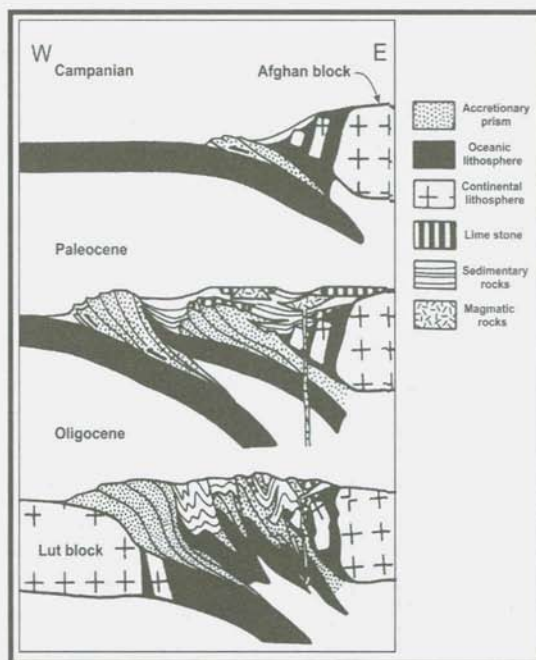 W
E
Campanian
Afghan block
Paleocene
Oligocene
Lut block
Accretionary
prism
Oceanic
lithosphere
Continental
lithosphere
Lime stone
Sedimentary
rocks
Magmatic
rocks